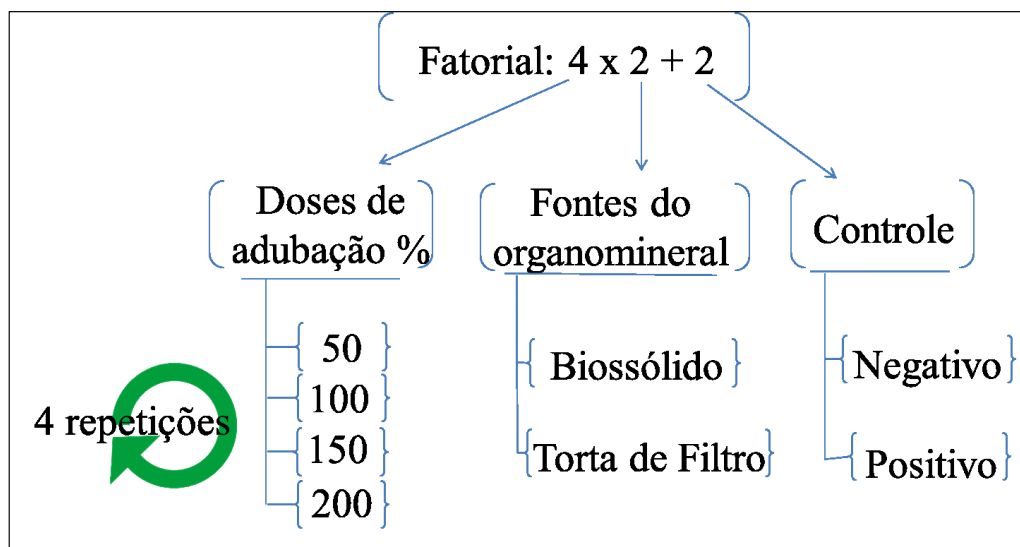 Fatorial: 4 x 2 + 2
Doses de
adubação %
50
100
150
200
4 repetições
Fontes do
organomineral
Biossólido
Torta de Filtro
Controle
Negativo
Positivo